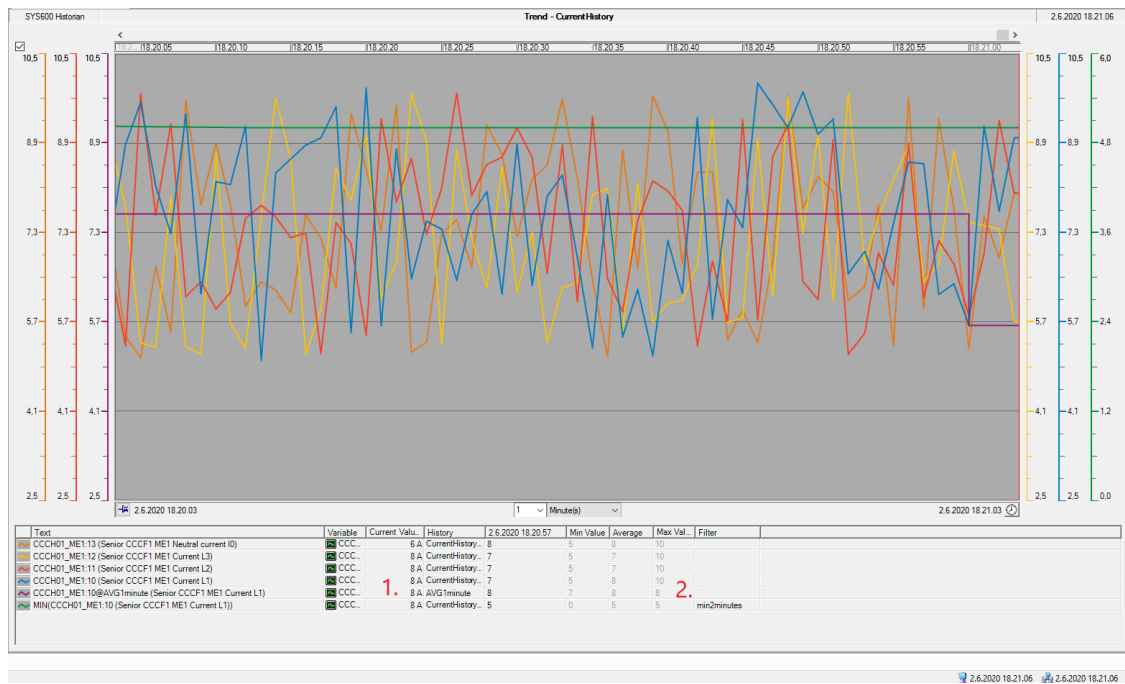 SYS600 Historian Trend - CurrentHistory 2.6.2020 18.21.06
< >
18.20.05 18.20.10 18.20.15 18.20.20 18.20.25 18.20.30 18.20.35 18.20.40 18.20.45 18.20.50 18.20.55 18.21.00
10,5 10,5 10,5 10,5 10,5 6,0
8,9 8,9 8,9 8,9 8,9 4,8
7,3 7,3 7,3 7,3 7,3 3,6
5,7 5,7 5,7 5,7 5,7 2,4
4,1 4,1 4,1 4,1 4,1 1,2
2,5 2,5 2,5 2,5 2,5 0,0
2.6.2020 18.20.03 1 Minute(s) 2.6.2020 18.21.03
Text Variable Current Valu... History 2.6.2020 18.20.57 Min Value Average Max Val... Filter
CCCH01_ME1:13 (Senior CCCF1 ME1 Neutral current I0) CCC... 6 A CurrentHistory... 8 5 8 10
CCCH01_ME1:12 (Senior CCCF1 ME1 Current L3) CCC... 8 A CurrentHistory... 7 5 7 10
CCCH01_ME1:11 (Senior CCCF1 ME1 Current L2) CCC... 8 A CurrentHistory... 7 5 7 10
CCCH01_ME1:10 (Senior CCCF1 ME1 Current L1) CCC... 8 A CurrentHistory... 7 5 8 10
CCCH01_ME1:10@AVG1minute (Senior CCCF1 ME1 Current L1) CCC... 1. 8 A AVG1minute 8 7 8 8 2.
MIN(CCCH01_ME1:10 (Senior CCCF1 ME1 Current L1)) CCC... 8 A CurrentHistory... 5 0 5 5 min2minutes
2.6.2020 18.21.06 2.6.2020 18.21.06